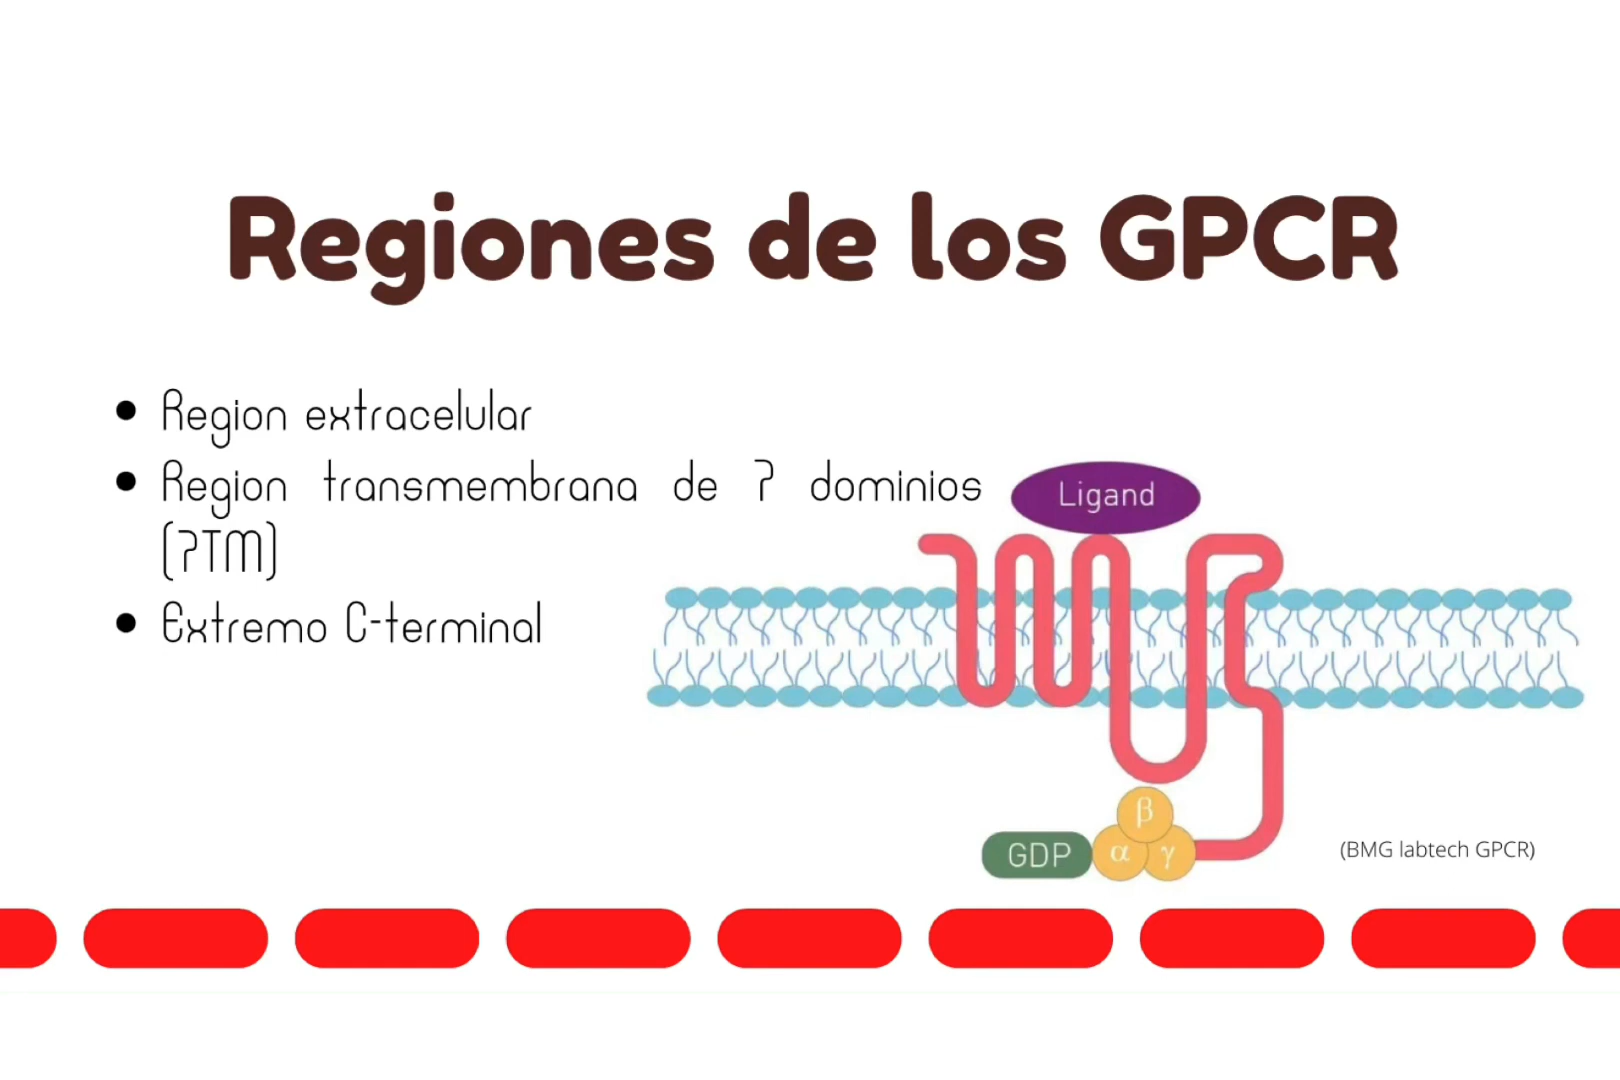 Regiones de los GPCR
• Region extracelular
• Region transmembrana de 7 dominios
(7TM)
• Extremo C-terminal
Ligand
β
GDP α γ
(BMG labtech GPCR)